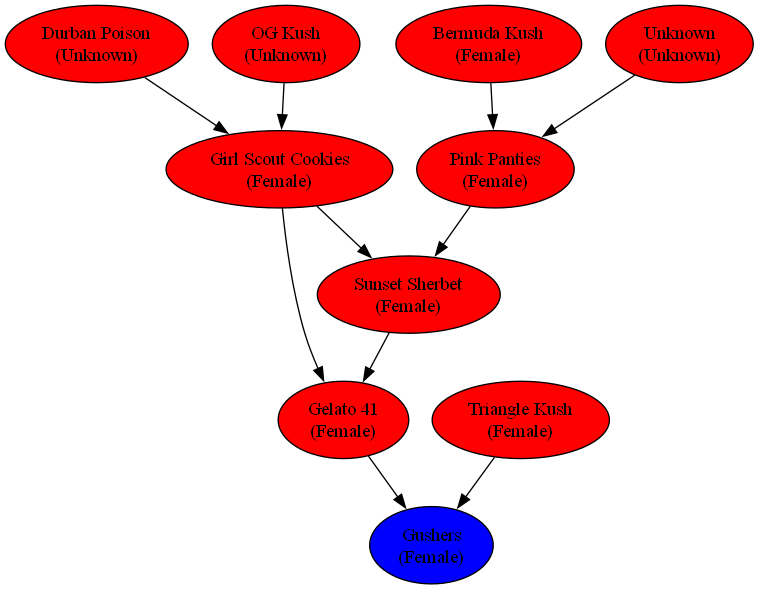 Durban Poison
(Unknown)
OG Kush
(Unknown)
Bermuda Kush
(Female)
Unknown
(Unknown)
Girl Scout Cookies
(Female)
Pink Panties
(Female)
Sunset Sherbet
(Female)
Gelato 41
(Female)
Triangle Kush
(Female)
Gushers
(Female)